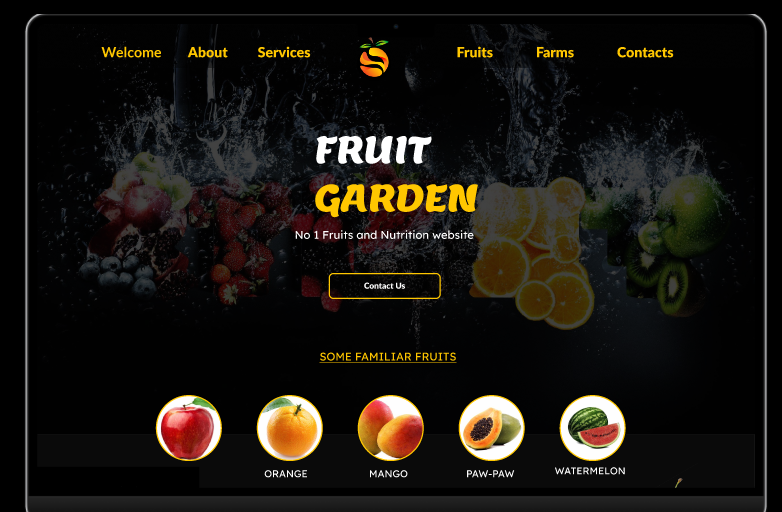 Welcome About Services Fruits Farms Contacts
FRUIT
GARDEN
No 1 Fruits and Nutrition website
Contact Us
SOME FAMILIAR FRUITS
ORANGE MANGO PAW-PAW WATERMELON